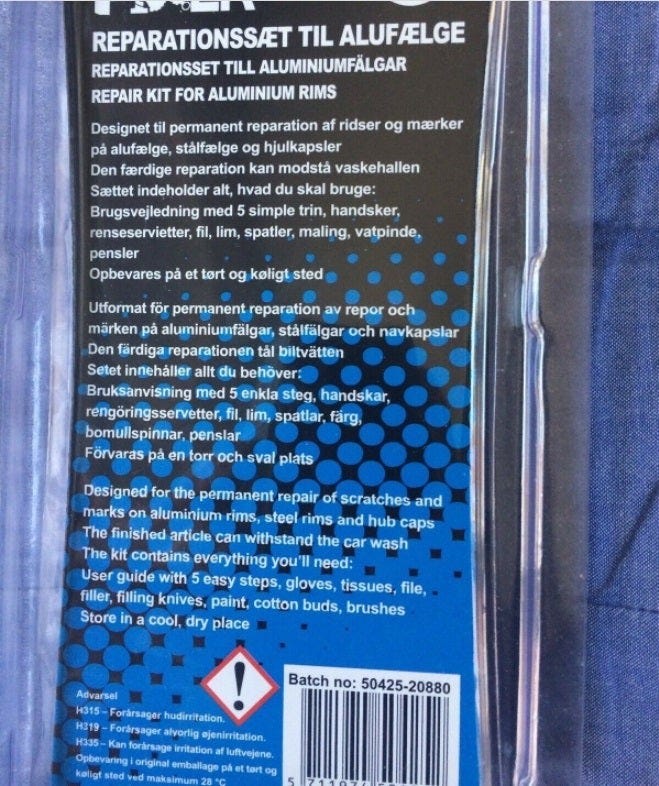 REPARATIONSSÆT TIL ALUFÆLGE
REPARATIONSSET TILL ALUMINIUMFÄLGAR
REPAIR KIT FOR ALUMINIUM RIMS
Designet til permanent reparation af ridser og mærker
på alufælge, stålfælge og hjulkapsler
Den færdige reparation kan modstå vaskehallen
Sættet indeholder alt, hvad du skal bruge:
Brugsvejledning med 5 simple trin, handsker,
renseservietter, fil, lim, spatler, maling, vatpinde,
pensler
Opbevares på et tørt og køligt sted
Utformat för permanent reparation av repor och
märken på aluminiumfälgar, stålfälgar och navkapslar
Den färdiga reparationen tål biltvätten
Setet innehåller allt du behöver:
Bruksanvisning med 5 enkla steg, handskar,
rengöringsservetter, fil, lim, spatlar, färg,
bomullspinnar, penslar
Förvaras på en torr och sval plats
Designed for the permanent repair of scratches and
marks on aluminium rims, steel rims and hub caps
The finished article can withstand the car wash
The kit contains everything you'll need:
User guide with 5 easy steps, gloves, tissues, file,
filler, filling knives, paint, cotton buds, brushes
Store in a cool, dry place
Advarsel
H315 – Forårsager hudirritation.
H319 – Forårsager alvorlig øjenirritation.
H335 – Kan forårsage irritation af luftvejene.
Opbevaring i original emballage på et tørt og
køligt sted ved maksimum 28 °C
Batch no: 50425-20880